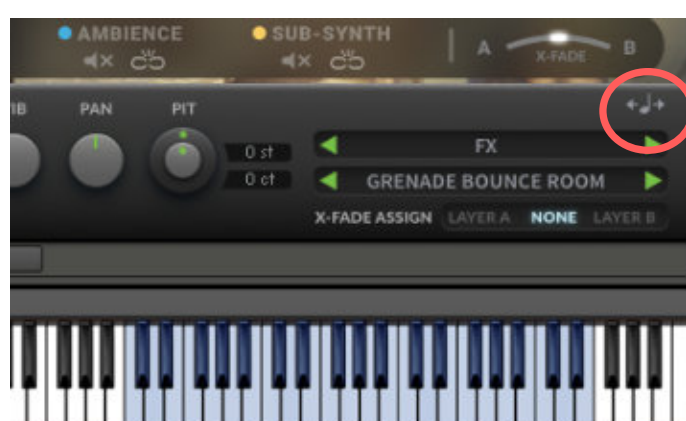 AMBIENCE
SUB-SYNTH
A
X-FADE
B
IB PAN PIT
0 st
FX
0 ct
GRENADE BOUNCE ROOM
X-FADE ASSIGN LAYER A NONE LAYER B